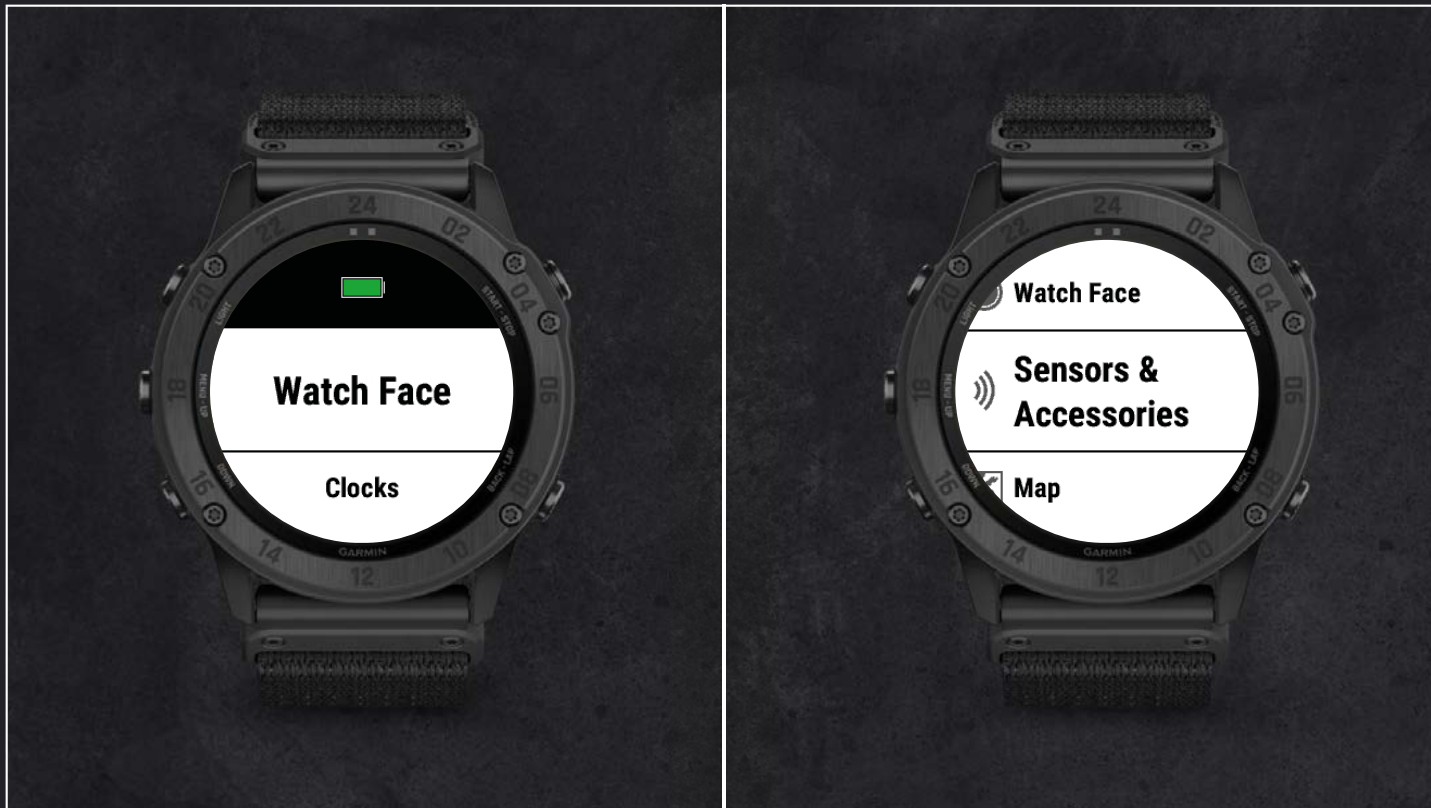 24
22
02
20
04
LIGHT
START·STOP
Watch Face
18
MENU·UP
06
Clocks
16
DOWN
BACK·LAP
08
GARMIN
14
10
12
24
22
02
20
04
LIGHT
START·STOP
Watch Face
Sensors &
Accessories
18
MENU·UP
06
Map
16
DOWN
BACK·LAP
08
GARMIN
14
10
12